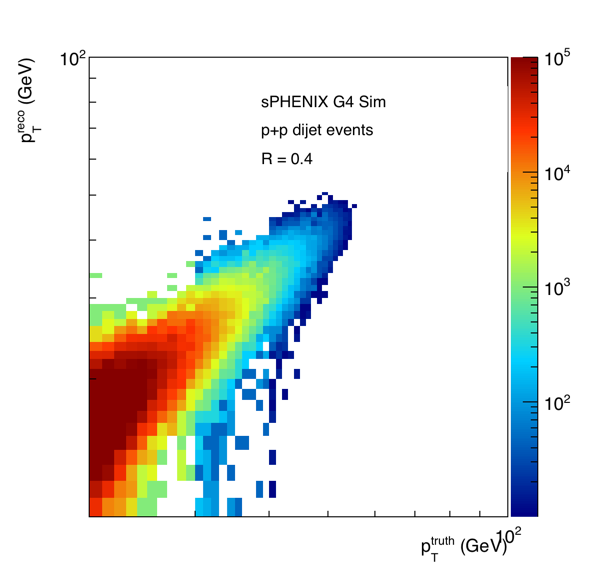 10²
p_T^reco (GeV)
sPHENIX G4 Sim
p+p dijet events
R = 0.4
10⁵
10⁴
10³
10²
10²
p_T^truth (GeV)